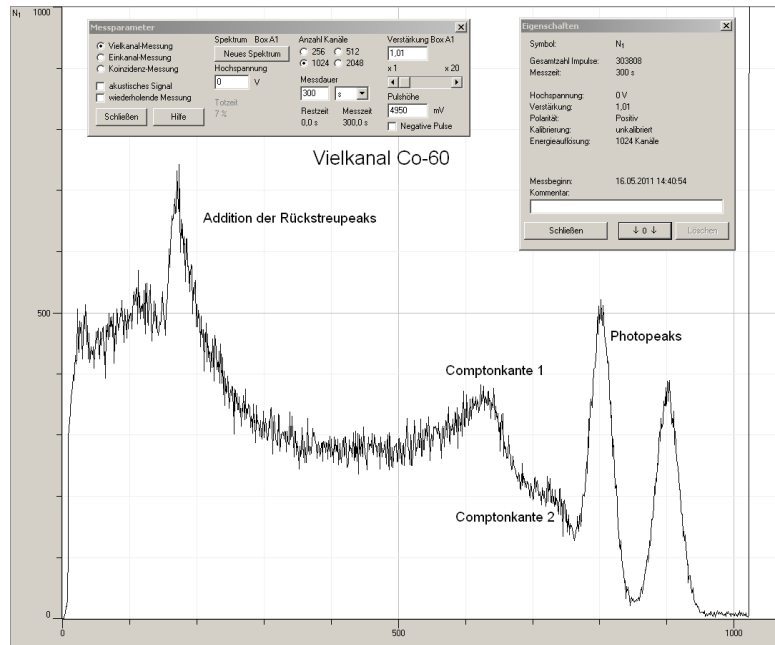 N₁ 1000
Messparameter
Vielkanal-Messung
Einkanal-Messung
Koinzidenz-Messung
akustisches Signal
wiederholende Messung
Schließen Hilfe
Spektrum Box A1
Neues Spektrum
Hochspannung
0 V
Totzeit
7 %
Anzahl Kanäle
256 512
1024 2048
Messdauer
300 s
Restzeit Messzeit
0,0 s 300,0 s
Verstärkung Box A1
1,01
x 1 x 20
Pulshöhe
4950 mV
Negative Pulse
Eigenschaften
Symbol: N₁
Gesamtzahl Impulse: 303808
Messzeit: 300 s
Hochspannung: 0 V
Verstärkung: 1,01
Polarität: Positiv
Kalibrierung: unkalibriert
Energieauflösung: 1024 Kanäle
Messbeginn: 16.05.2011 14:40:54
Kommentar:
Schließen ↓ 0 ↓ Löschen
Vielkanal Co-60
Addition der Rückstreupeaks
500
Photopeaks
Comptonkante 1
Comptonkante 2
0
0 500 1000